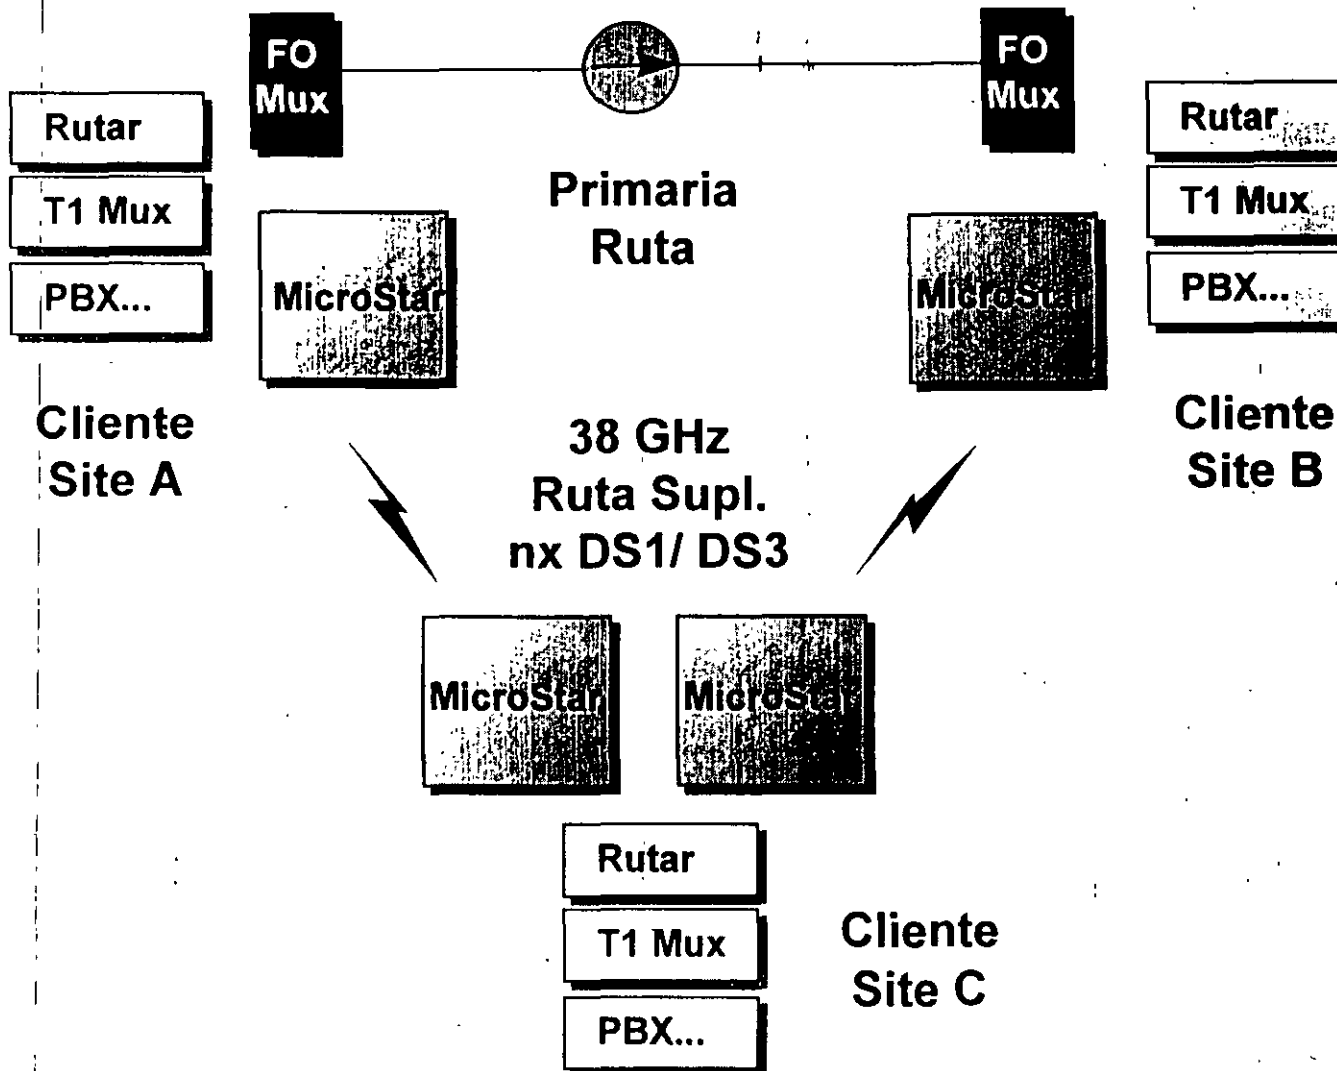 FO
Mux
FO
Mux
Rutar
T1 Mux
PBX...
Rutar
T1 Mux
PBX...
Primaria
Ruta
MicroStar
MicroStar
Cliente
Site A
Cliente
Site B
38 GHz
Ruta Supl.
nx DS1/ DS3
MicroStar
MicroStar
Rutar
T1 Mux
PBX...
Cliente
Site C